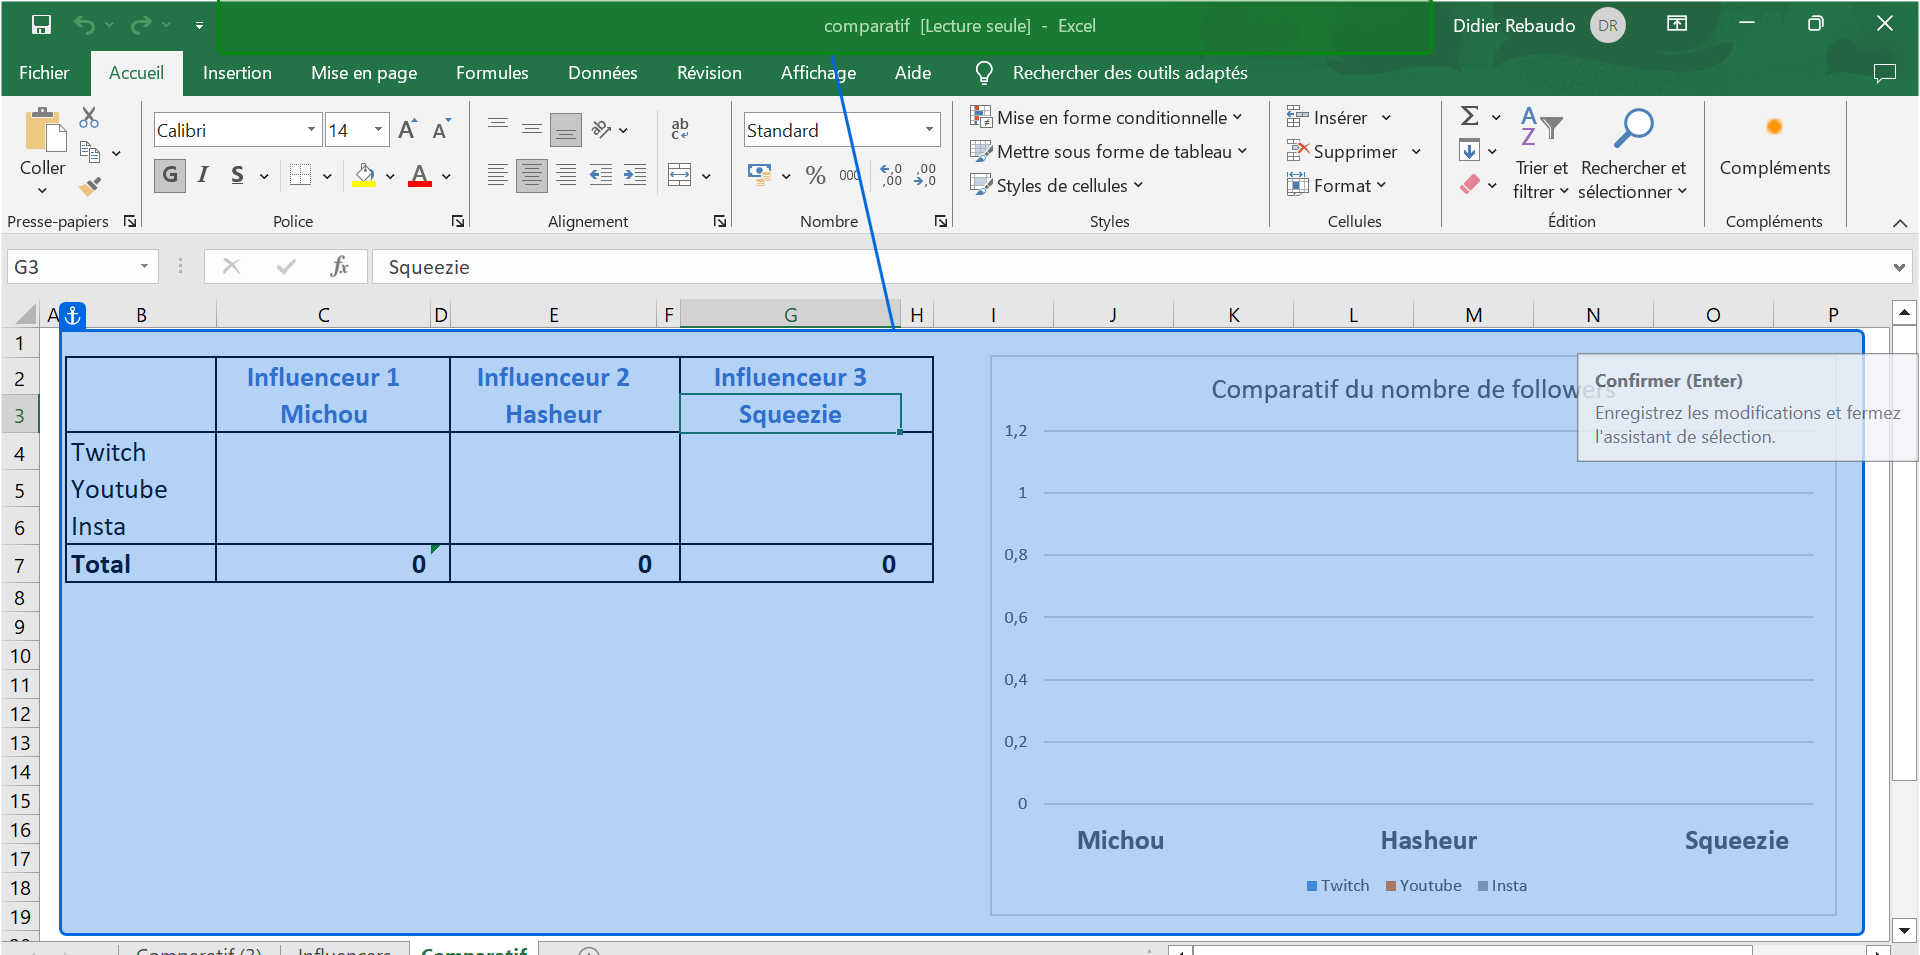 comparatif [Lecture seule] - Excel
Didier Rebaudo DR
Fichier Accueil Insertion Mise en page Formules Données Révision Affichage Aide Rechercher des outils adaptés
Coller
Presse-papiers
Calibri 14
G I S
Police
ab
c
Alignement
Standard
% 000 ,00 ,00
Nombre
Mise en forme conditionnelle
Mettre sous forme de tableau
Styles de cellules
Styles
Insérer
Supprimer
Format
Cellules
Trier et filtrer
Rechercher et sélectionner
Édition
Compléments
Compléments
G3 fx Squeezie
A B C D E F G H I J K L M N O P
1
2 Influenceur 1 Influenceur 2 Influenceur 3
3 Michou Hasheur Squeezie
4 Twitch
5 Youtube
6 Insta
7 Total 0 0 0
8
9
10
11
12
13
14
15
16
17
18
19
Comparatif du nombre de followers
Confirmer (Enter)
Enregistrez les modifications et fermez
l'assistant de sélection.
1,2
1
0,8
0,6
0,4
0,2
0
Michou Hasheur Squeezie
Twitch Youtube Insta
Influencers Comparatif